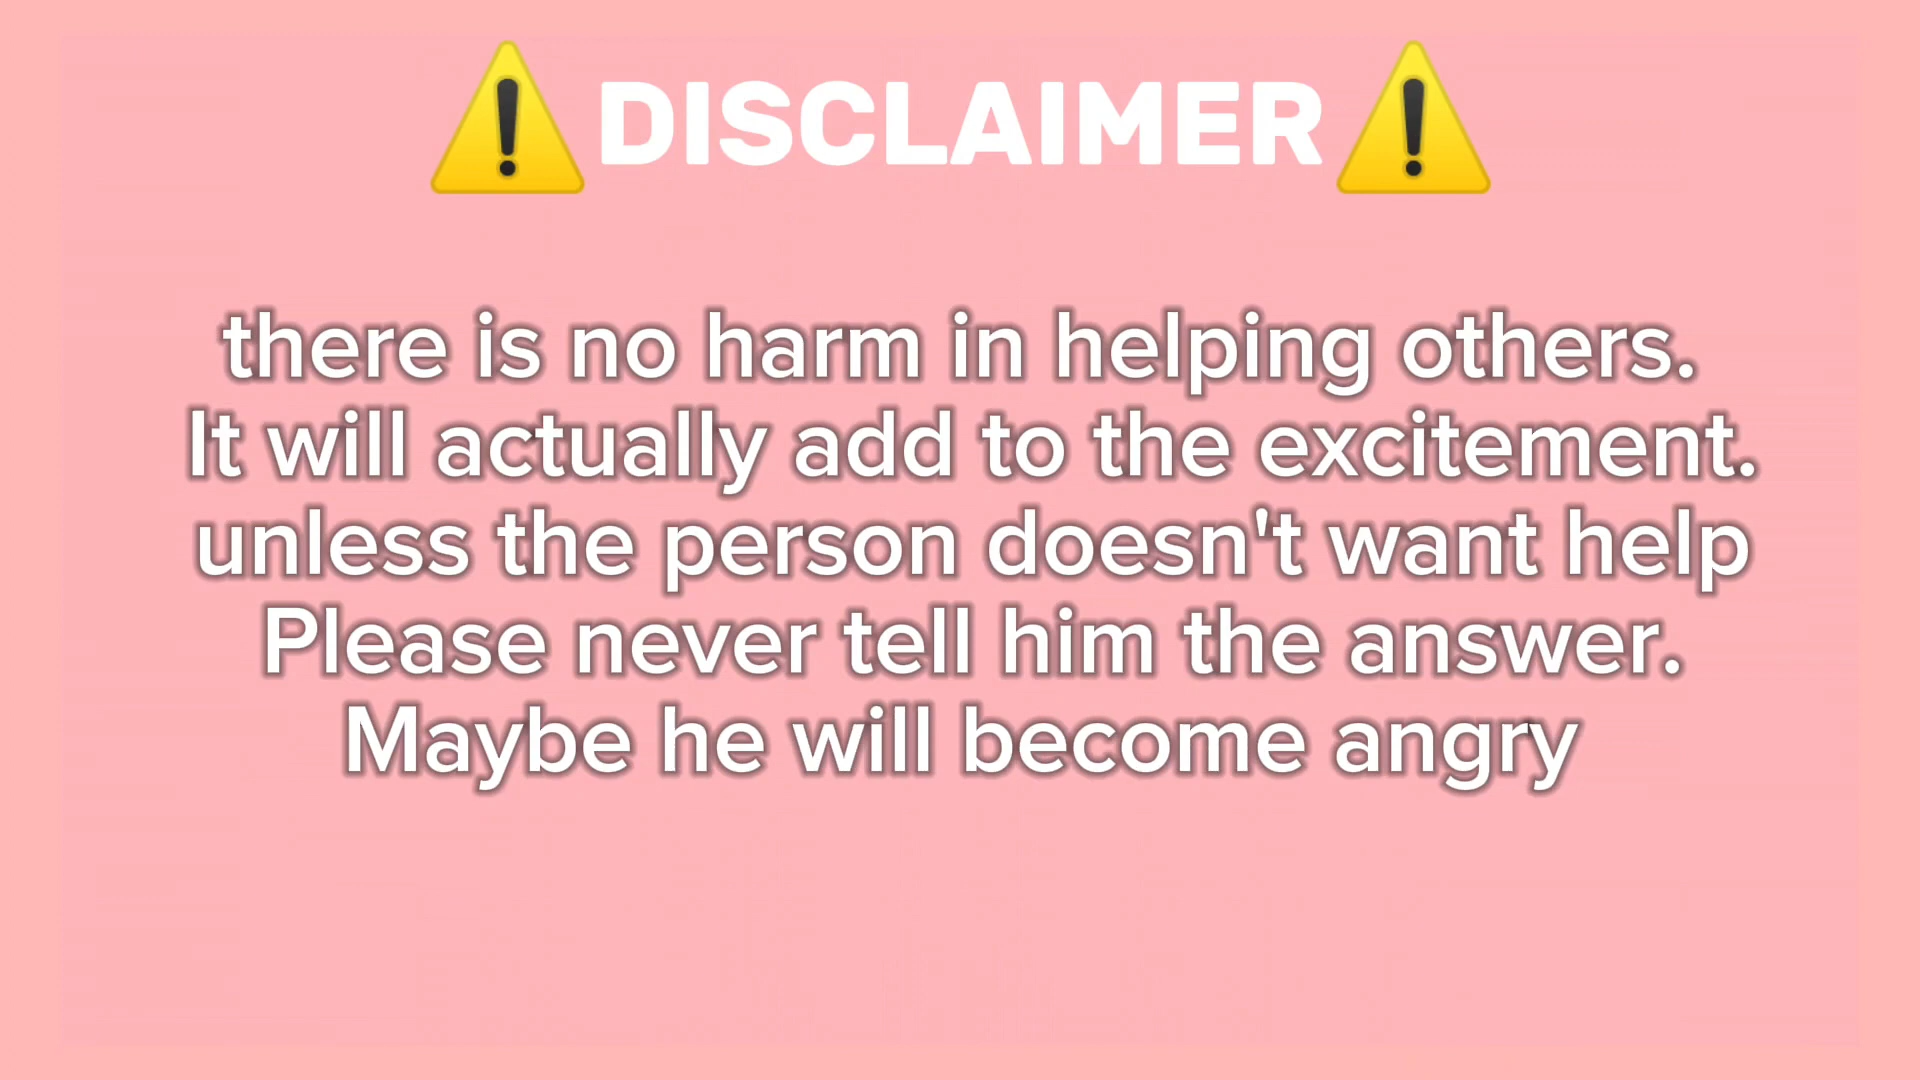 ⚠️DISCLAIMER⚠️
there is no harm in helping others.
It will actually add to the excitement.
unless the person doesn't want help
Please never tell him the answer.
Maybe he will become angry